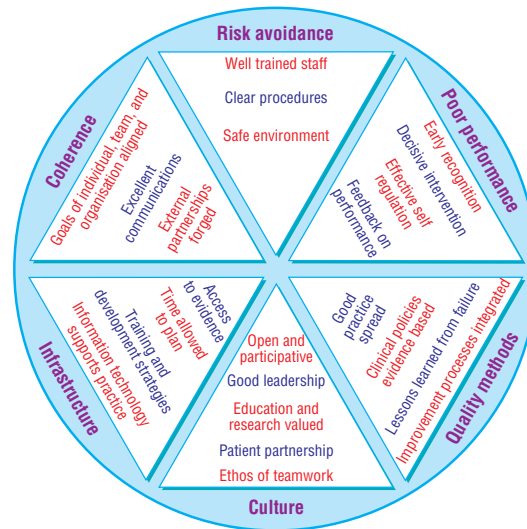 Risk avoidance
Well trained staff
Clear procedures
Safe environment
Poor performance
Early recognition
Decisive intervention
Effective self
regulation
Feedback on
performance
Quality methods
Good
practice
spread
Clinical policies
evidence based
Lessons learned from failure
Improvement processes integrated
Culture
Open and
participative
Good leadership
Education and
research valued
Patient partnership
Ethos of teamwork
Infrastructure
Access
to evidence
Time allowed
to plan
Training and
development strategies
Information technology
supports practice
Coherence
Goals of individual, team, and
organisation aligned
Excellent
communications
External
partnerships
forged